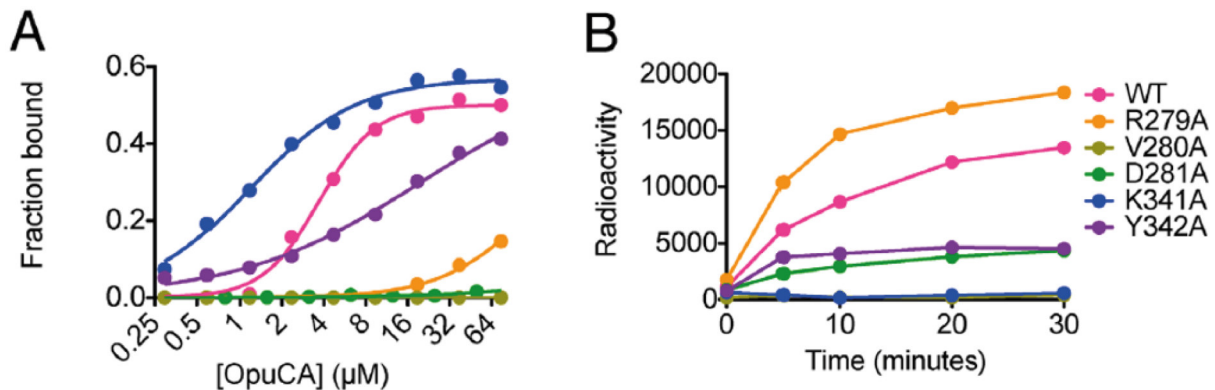 A
Fraction bound
0.6
0.4
0.2
0.0
0.25
0.5
1
2
4
8
16
32
64
[OpuCA] (μM)
B
Radioactivity
20000
15000
10000
5000
0
0
10
20
30
Time (minutes)
WT
R279A
V280A
D281A
K341A
Y342A